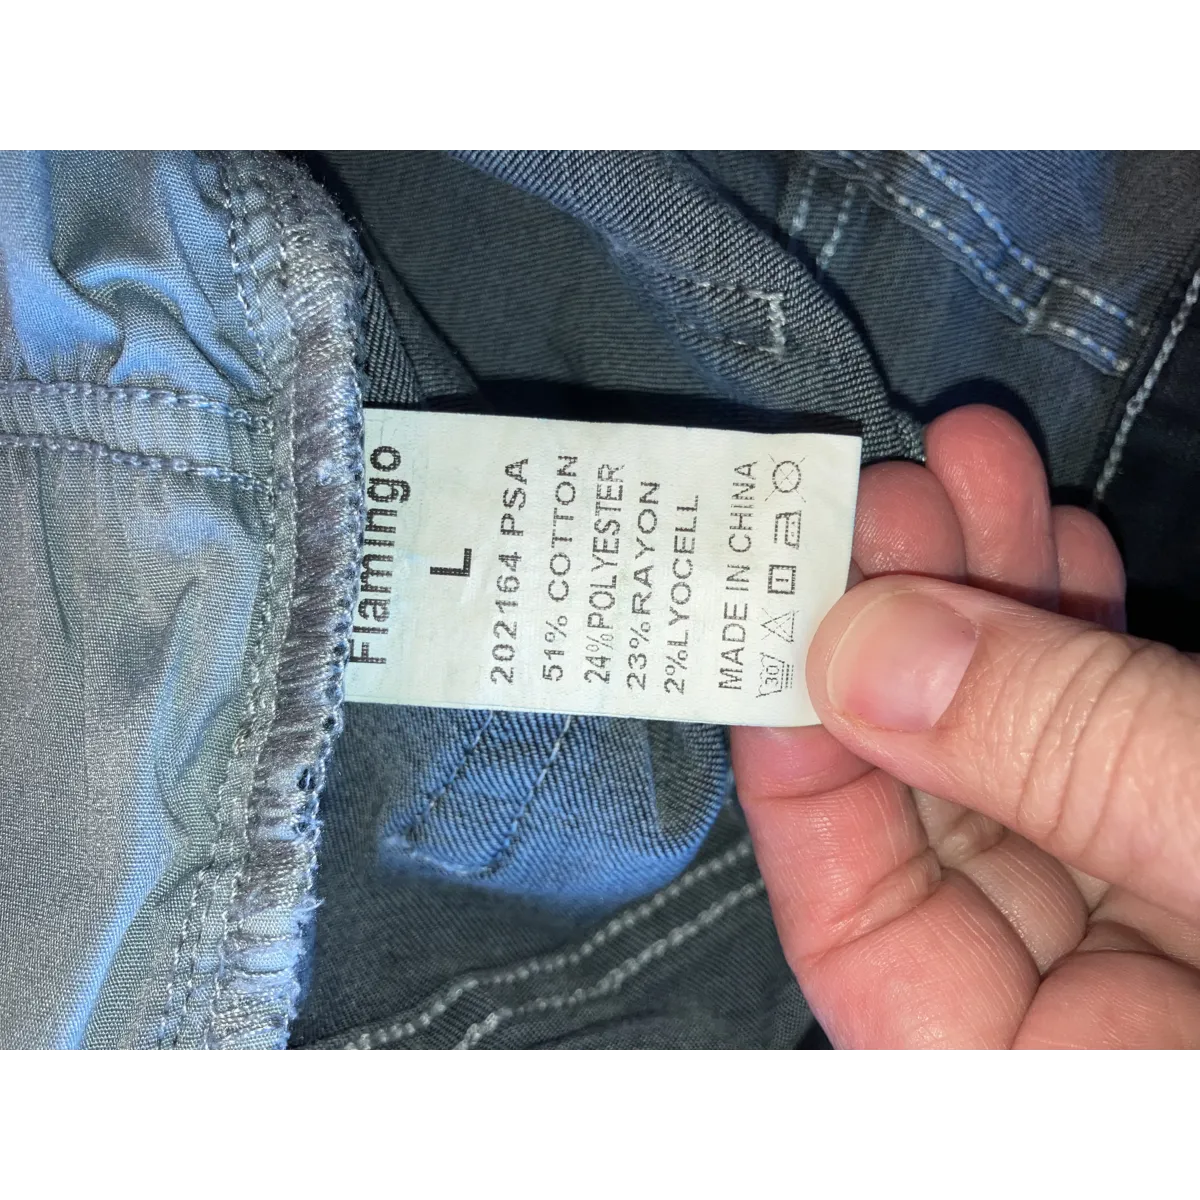 Flamingo
L
202164 PSA
51% COTTON
24%POLYESTER
23%RAYON
2%LYOCELL
MADE IN CHINA
30